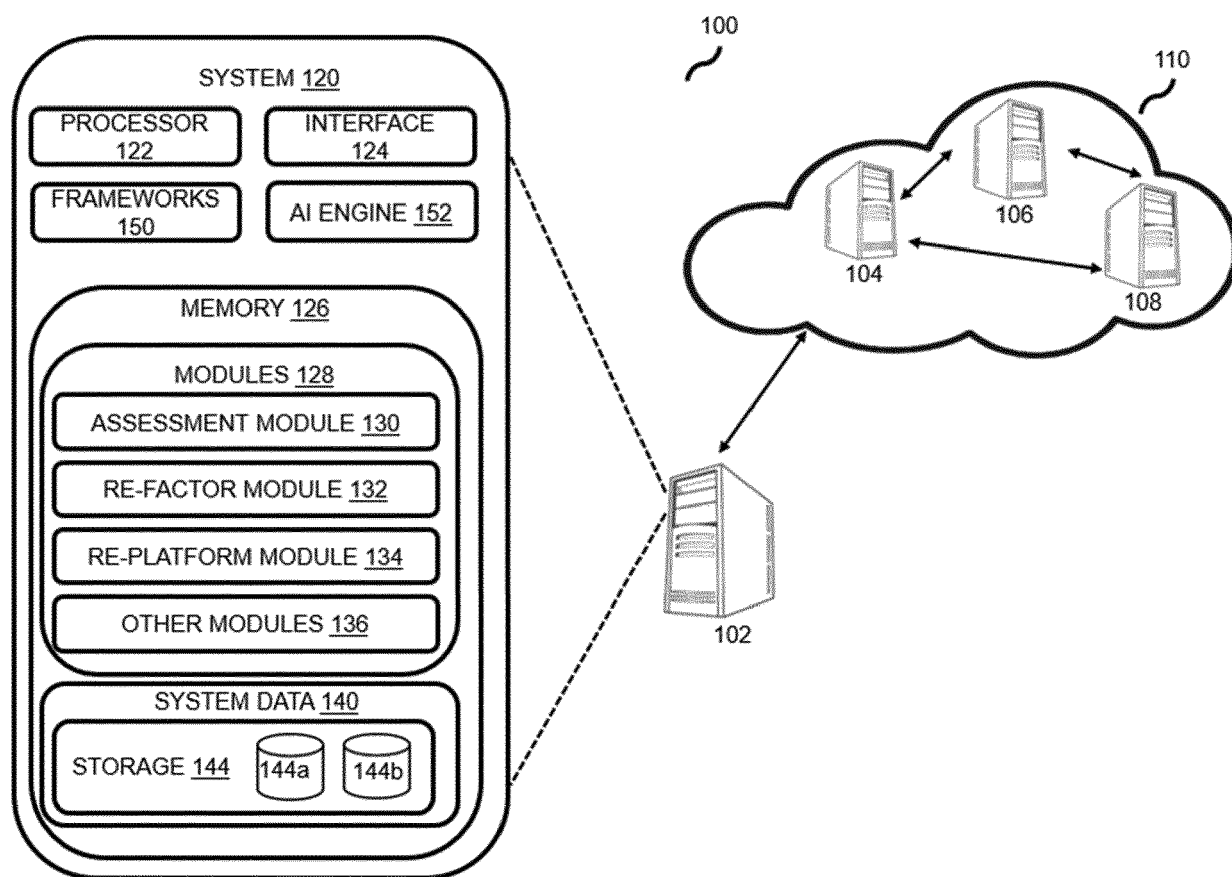 SYSTEM 120
PROCESSOR
122
INTERFACE
124
FRAMEWORKS
150
AI ENGINE 152
MEMORY 126
MODULES 128
ASSESSMENT MODULE 130
RE-FACTOR MODULE 132
RE-PLATFORM MODULE 134
OTHER MODULES 136
SYSTEM DATA 140
STORAGE 144
144a
144b
100
110
106
104
108
102